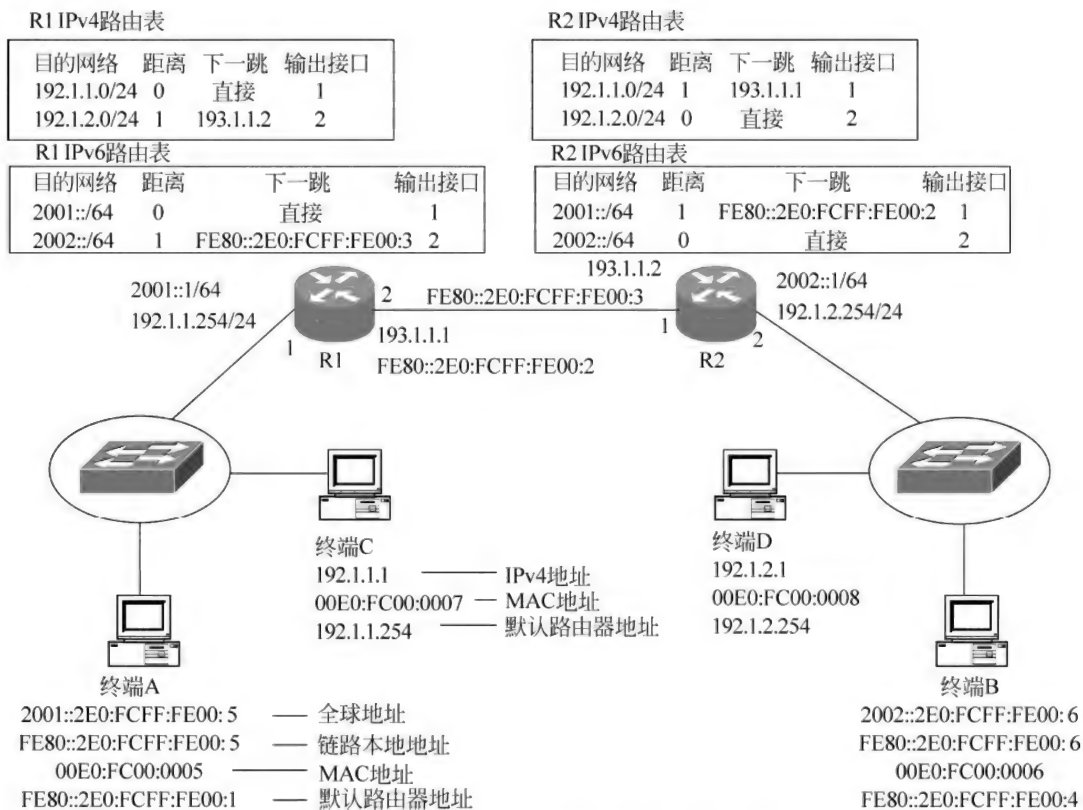 R1 IPv4路由表
目的网络 距离 下一跳 输出接口
192.1.1.0/24 0 直接 1
192.1.2.0/24 1 193.1.1.2 2
R2 IPv4路由表
目的网络 距离 下一跳 输出接口
192.1.1.0/24 1 193.1.1.1 1
192.1.2.0/24 0 直接 2
R1 IPv6路由表
目的网络 距离 下一跳 输出接口
2001::/64 0 直接 1
2002::/64 1 FE80::2E0:FCFF:FE00:3 2
R2 IPv6路由表
目的网络 距离 下一跳 输出接口
2001::/64 1 FE80::2E0:FCFF:FE00:2 1
2002::/64 0 直接 2
2001::1/64
192.1.1.254/24
1
R1
2
193.1.1.1
FE80::2E0:FCFF:FE00:2
193.1.1.2
FE80::2E0:FCFF:FE00:3
1
R2
2
2002::1/64
192.1.2.254/24
终端C
192.1.1.1 IPv4地址
00E0:FC00:0007 MAC地址
192.1.1.254 默认路由器地址
终端D
192.1.2.1
00E0:FC00:0008
192.1.2.254
终端A
2001::2E0:FCFF:FE00:5 全球地址
FE80::2E0:FCFF:FE00:5 链路本地地址
00E0:FC00:0005 MAC地址
FE80::2E0:FCFF:FE00:1 默认路由器地址
终端B
2002::2E0:FCFF:FE00:6
FE80::2E0:FCFF:FE00:6
00E0:FC00:0006
FE80::2E0:FCFF:FE00:4